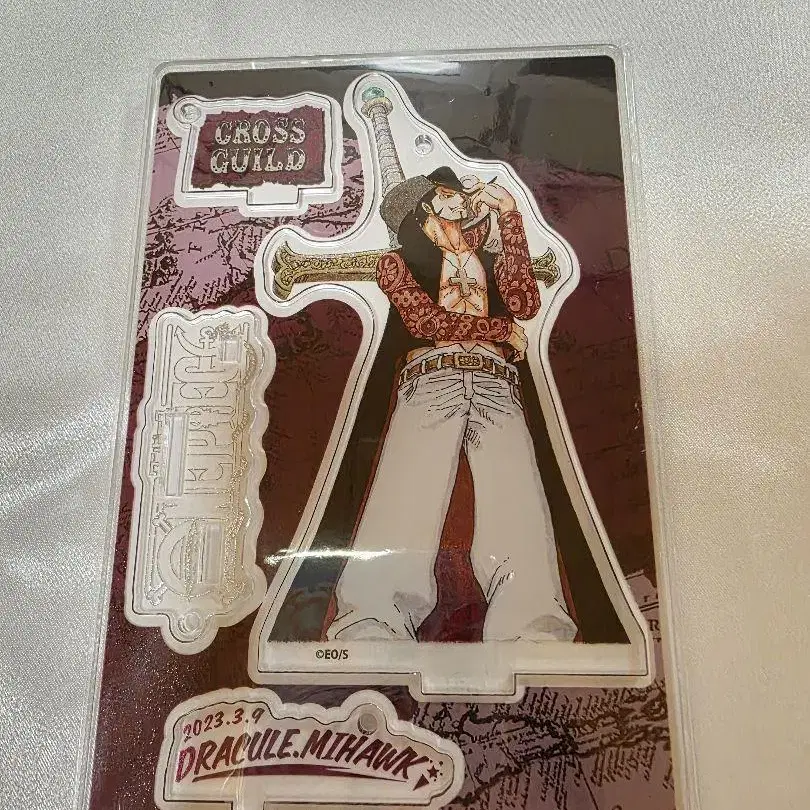 CROSS
GUILD
ONE PIECE
©EO/S
2023.3.9
DRACULE.MIHAWK